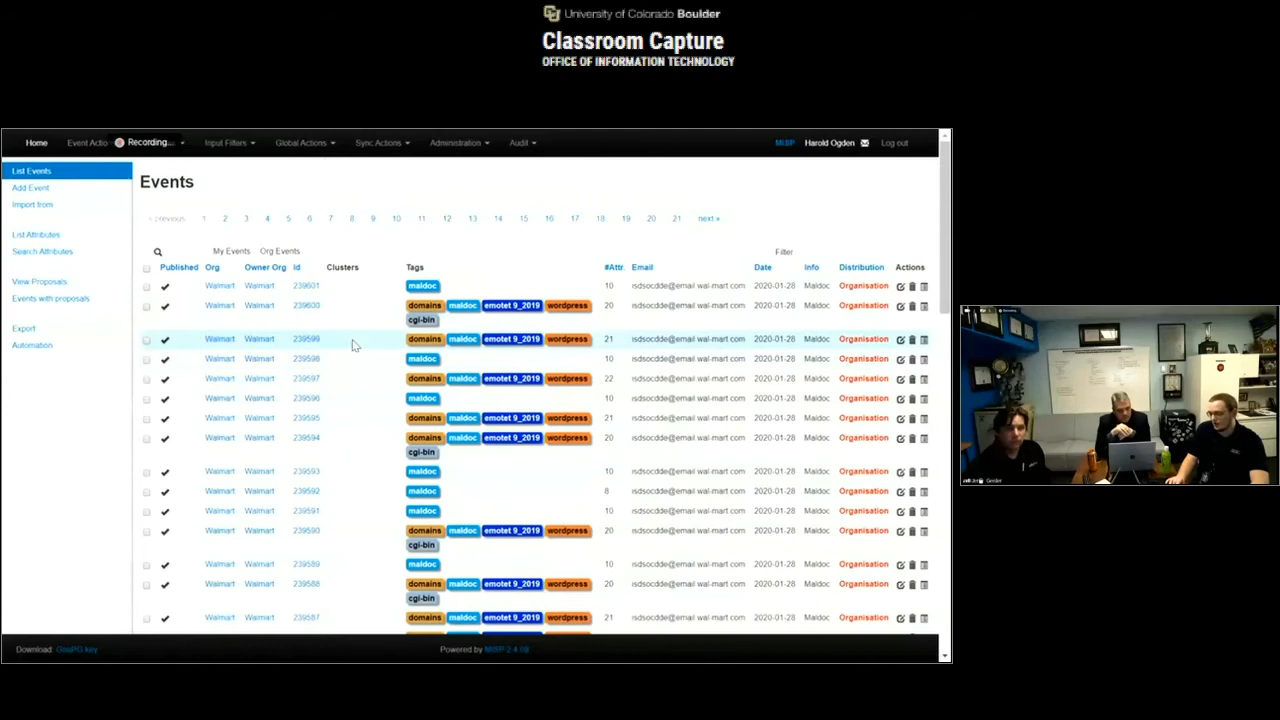 University of Colorado Boulder
Classroom Capture
OFFICE OF INFORMATION TECHNOLOGY
Home Event Actio Recording... Input Filters Global Actions Sync Actions Administration Audit MISP Harold Ogden Log out
List Events
Add Event
Import from
List Attributes
Search Attributes
View Proposals
Events with proposals
Export
Automation
Events
« previous 1 2 3 4 5 6 7 8 9 10 11 12 13 14 15 16 17 18 19 20 21 next »
My Events Org Events Filter
Published Org Owner Org Id Clusters Tags #Attr. Email Date Info Distribution Actions
Walmart Walmart 239601 maldoc 10 isdsocdde@email.wal-mart.com 2020-01-28 Maldoc Organisation
Walmart Walmart 239600 domains maldoc emotet 9_2019 wordpress 20 isdsocdde@email.wal-mart.com 2020-01-28 Maldoc Organisation
cgi-bin
Walmart Walmart 239599 domains maldoc emotet 9_2019 wordpress 21 isdsocdde@email.wal-mart.com 2020-01-28 Maldoc Organisation
Walmart Walmart 239598 maldoc 10 isdsocdde@email.wal-mart.com 2020-01-28 Maldoc Organisation
Walmart Walmart 239597 domains maldoc emotet 9_2019 wordpress 22 isdsocdde@email.wal-mart.com 2020-01-28 Maldoc Organisation
Walmart Walmart 239596 maldoc 10 isdsocdde@email.wal-mart.com 2020-01-28 Maldoc Organisation
Walmart Walmart 239595 domains maldoc emotet 9_2019 wordpress 21 isdsocdde@email.wal-mart.com 2020-01-28 Maldoc Organisation
Walmart Walmart 239594 domains maldoc emotet 9_2019 wordpress 20 isdsocdde@email.wal-mart.com 2020-01-28 Maldoc Organisation
cgi-bin
Walmart Walmart 239593 maldoc 10 isdsocdde@email.wal-mart.com 2020-01-28 Maldoc Organisation
Walmart Walmart 239592 maldoc 8 isdsocdde@email.wal-mart.com 2020-01-28 Maldoc Organisation
Walmart Walmart 239591 maldoc 10 isdsocdde@email.wal-mart.com 2020-01-28 Maldoc Organisation
Walmart Walmart 239590 domains maldoc emotet 9_2019 wordpress 20 isdsocdde@email.wal-mart.com 2020-01-28 Maldoc Organisation
cgi-bin
Walmart Walmart 239589 maldoc 10 isdsocdde@email.wal-mart.com 2020-01-28 Maldoc Organisation
Walmart Walmart 239588 domains maldoc emotet 9_2019 wordpress 20 isdsocdde@email.wal-mart.com 2020-01-28 Maldoc Organisation
cgi-bin
Walmart Walmart 239587 domains maldoc emotet 9_2019 wordpress 21 isdsocdde@email.wal-mart.com 2020-01-28 Maldoc Organisation
Download: GnuPG key Powered by MISP